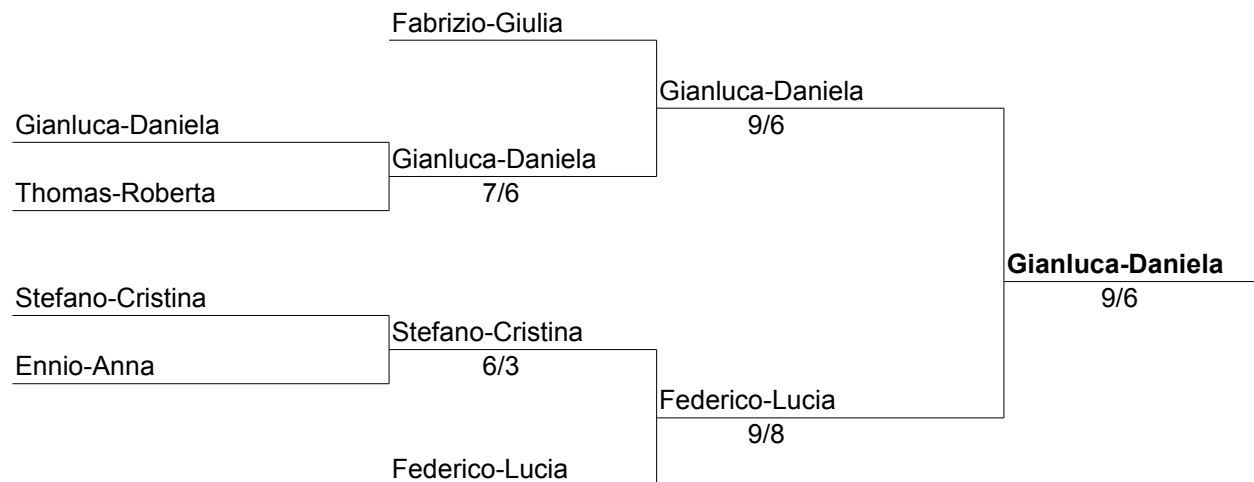 Fabrizio-Giulia
Gianluca-Daniela
9/6
Gianluca-Daniela
Gianluca-Daniela
7/6
Thomas-Roberta
Gianluca-Daniela
9/6
Stefano-Cristina
Stefano-Cristina
6/3
Ennio-Anna
Federico-Lucia
9/8
Federico-Lucia